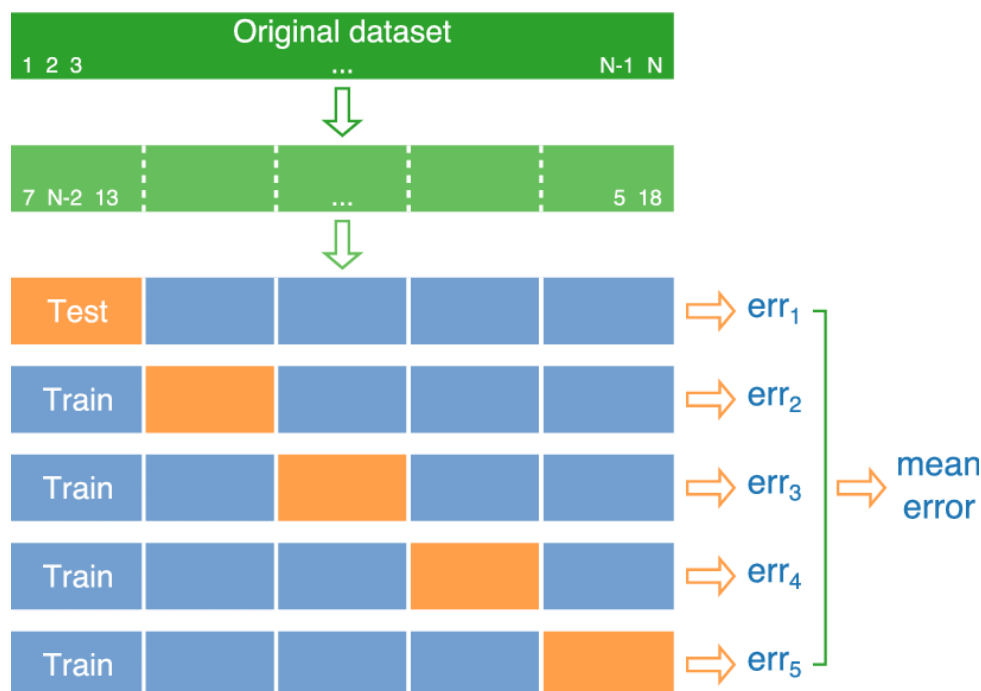 Original dataset
1 2 3 ... N-1 N
7 N-2 13 ... 5 18
Test err₁
Train err₂
Train err₃
mean
error
Train err₄
Train err₅